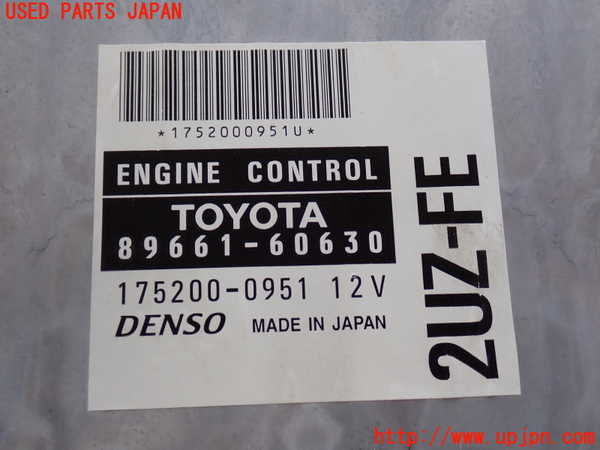 USED PARTS JAPAN
*1752000951U*
ENGINE CONTROL
TOYOTA
89661-60630
175200-0951 12V
DENSO MADE IN JAPAN
2UZ-FE
http://www.upjpn.com/